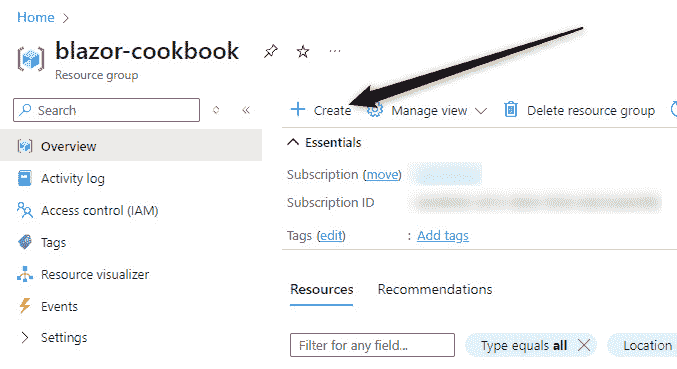 Home >
blazor-cookbook
Resource group
Search
Overview
Activity log
Access control (IAM)
Tags
Resource visualizer
Events
Settings
+ Create Manage view Delete resource group
Essentials
Subscription (move)
Subscription ID
Tags (edit) : Add tags
Resources Recommendations
Filter for any field... Type equals all Location